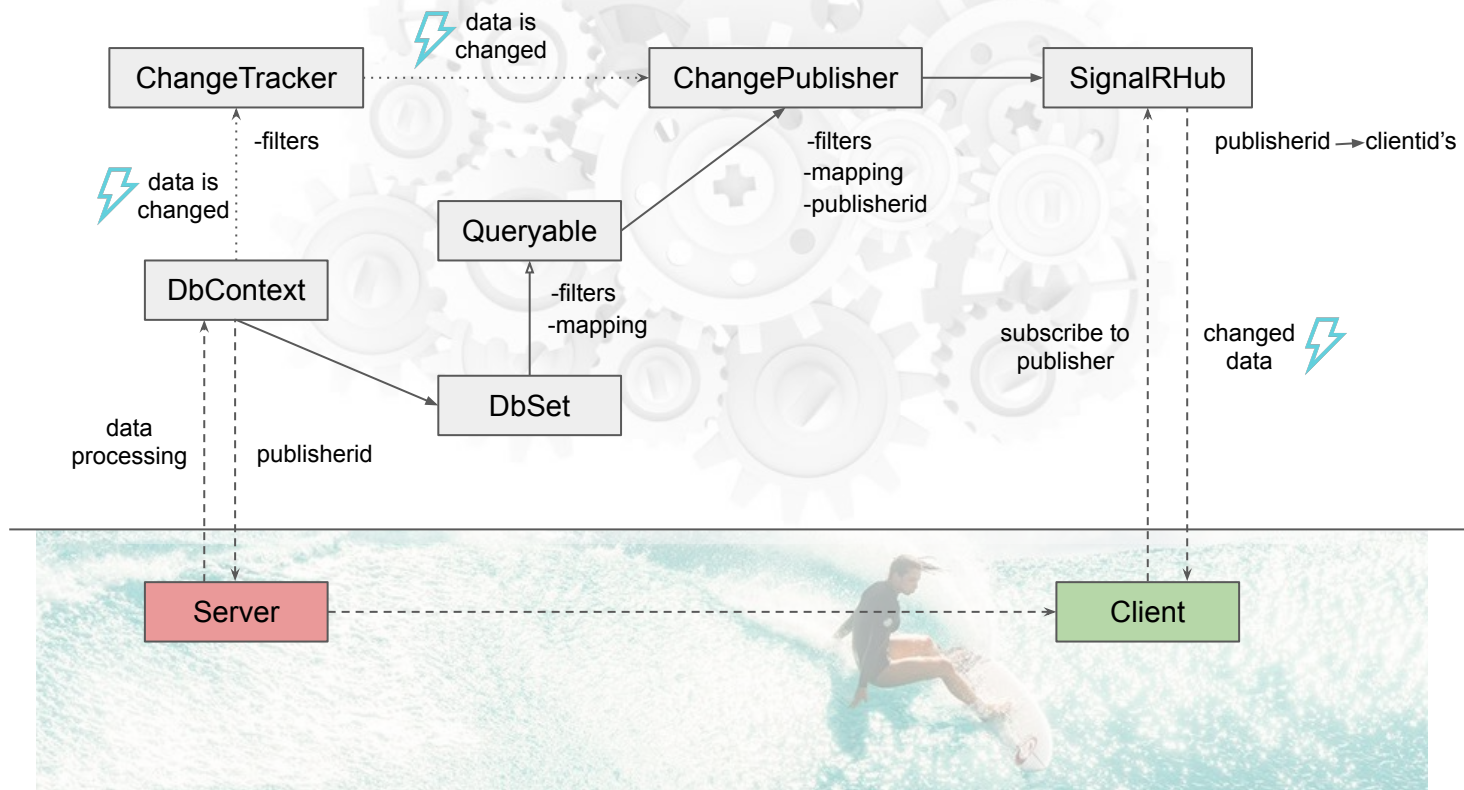 data is
changed
ChangeTracker
ChangePublisher
SignalRHub
-filters
-filters
-mapping
-publisherid
publisherid
clientid’s
data is
changed
Queryable
DbContext
-filters
-mapping
subscribe to
publisher
changed
data
DbSet
data
processing
publisherid
Server
Client